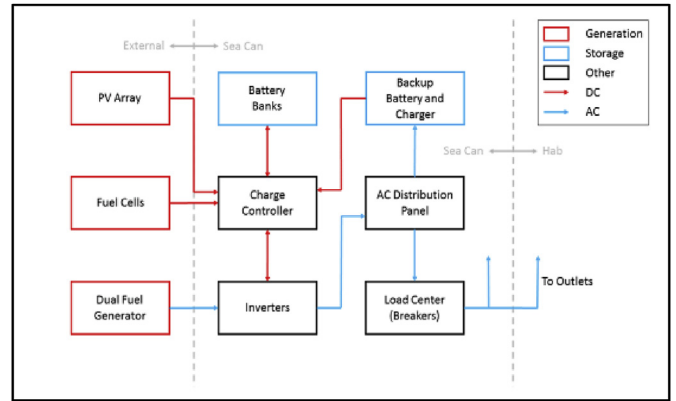 External
Sea Can
Generation
Storage
Other
DC
AC
PV Array
Battery
Banks
Backup
Battery and
Charger
Sea Can
Hab
Fuel Cells
Charge
Controller
AC Distribution
Panel
Dual Fuel
Generator
Inverters
Load Center
(Breakers)
To Outlets